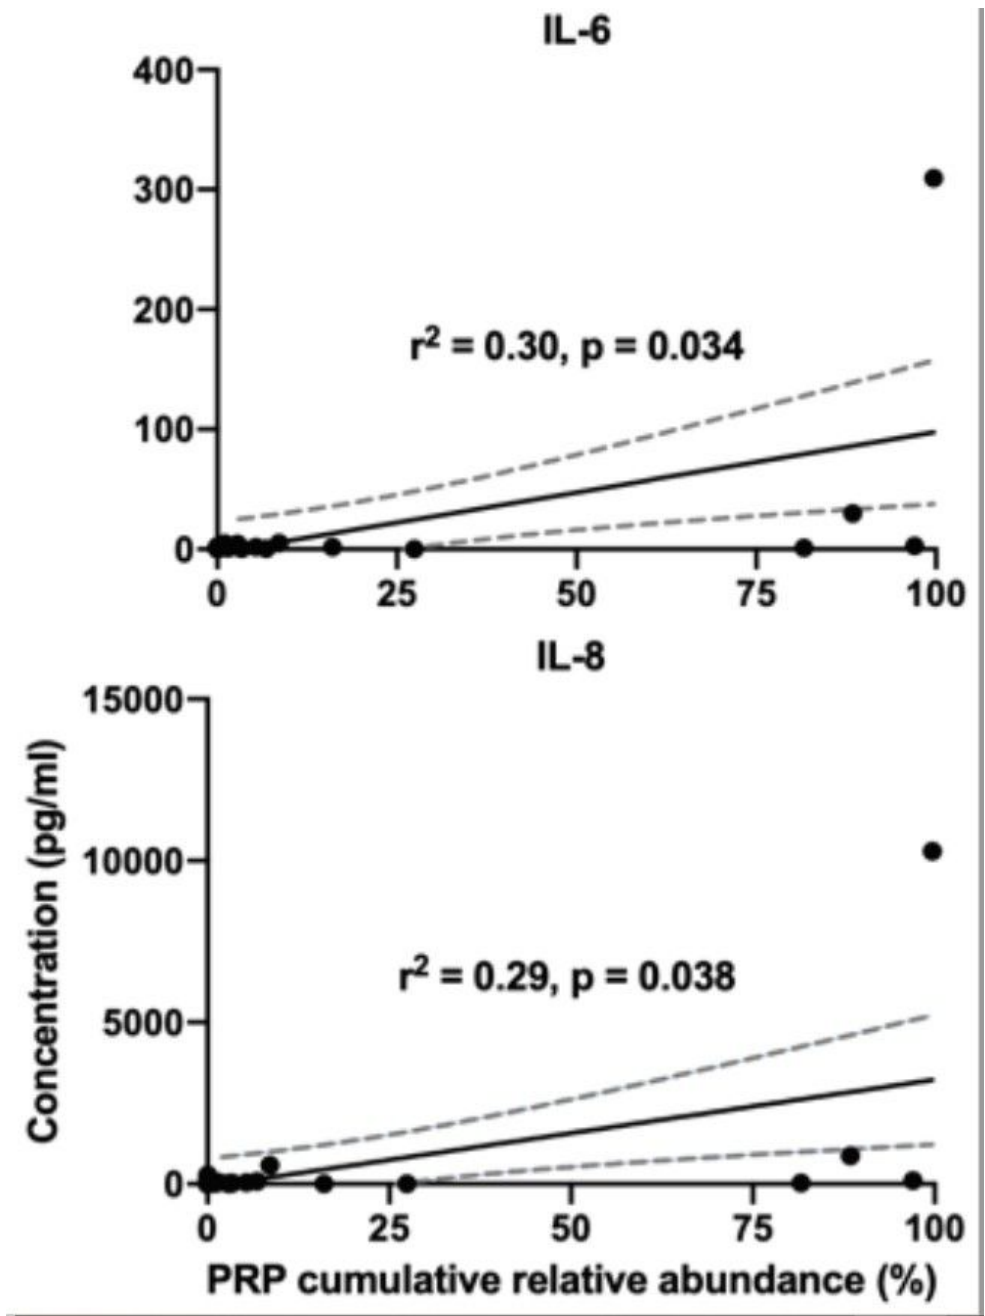 IL-6
400
300
200
r² = 0.30, p = 0.034
100
0
0 25 50 75 100
IL-8
15000
10000
r² = 0.29, p = 0.038
5000
0
0 25 50 75 100
Concentration (pg/ml)
PRP cumulative relative abundance (%)